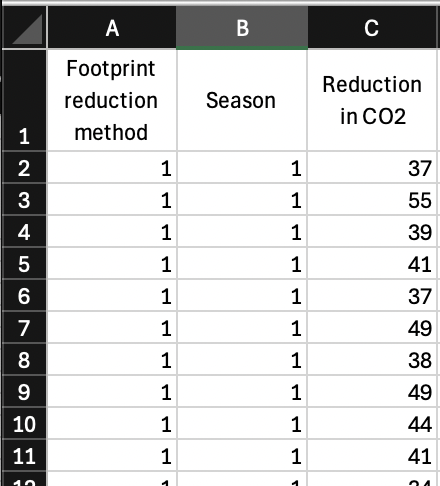 A B C
1 Footprint reduction method Season Reduction in CO2
2 1 1 37
3 1 1 55
4 1 1 39
5 1 1 41
6 1 1 37
7 1 1 49
8 1 1 38
9 1 1 49
10 1 1 44
11 1 1 41